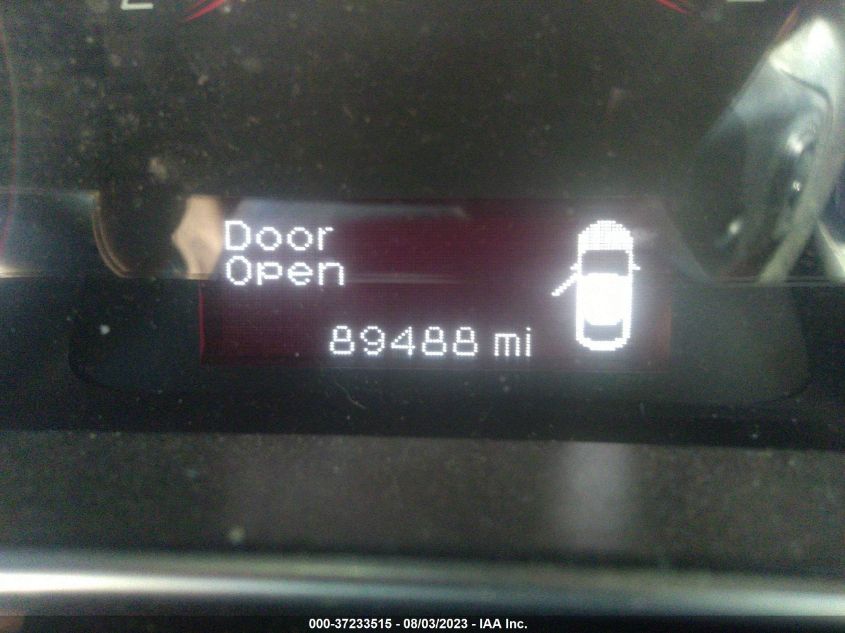 Door
Open
89488 mi
000-37233515 - 08/03/2023 - IAA Inc.